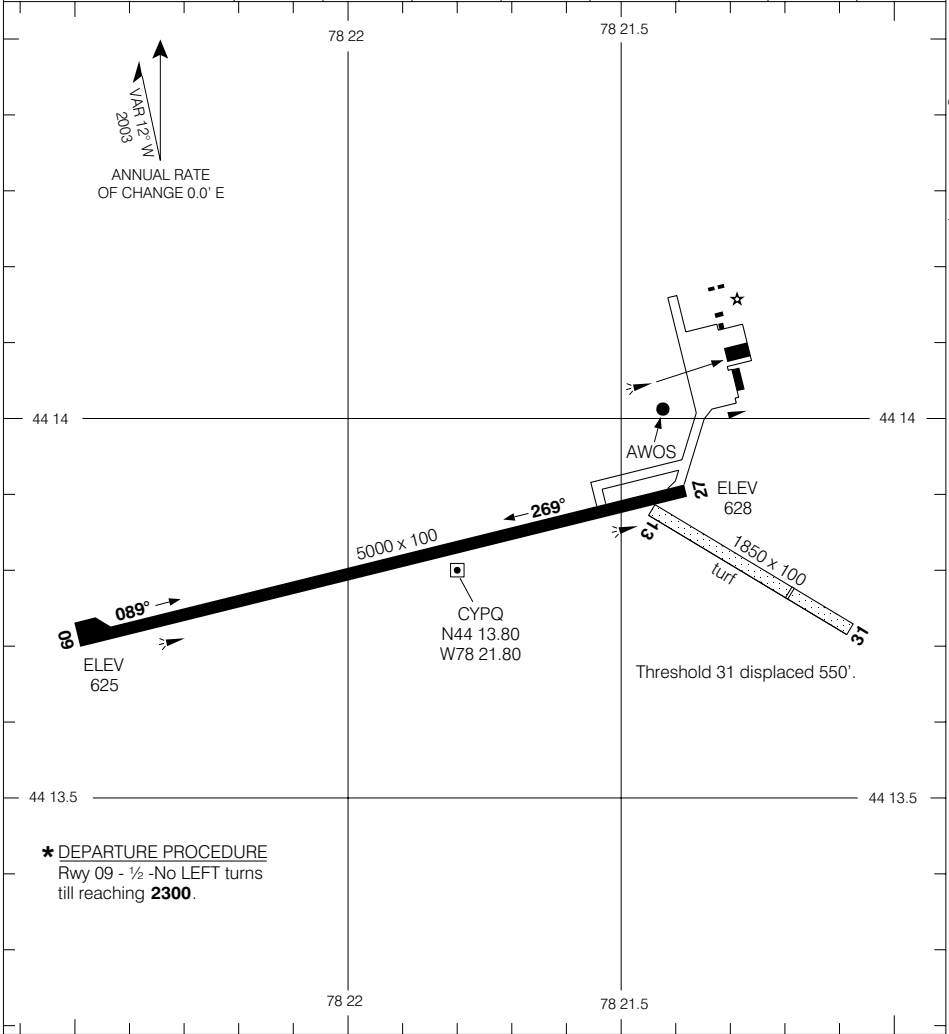 78 22
78 21.5
VAR 12° W
2003
ANNUAL RATE
OF CHANGE 0.0' E
44 14
44 14
AWOS
27
ELEV
628
269°
13
5000 x 100
1850 x 100
turf
089°
CYPQ
N44 13.80
W78 21.80
09
31
ELEV
625
Threshold 31 displaced 550'.
44 13.5
44 13.5
* DEPARTURE PROCEDURE
Rwy 09 - ½ -No LEFT turns
till reaching 2300.
78 22
78 21.5